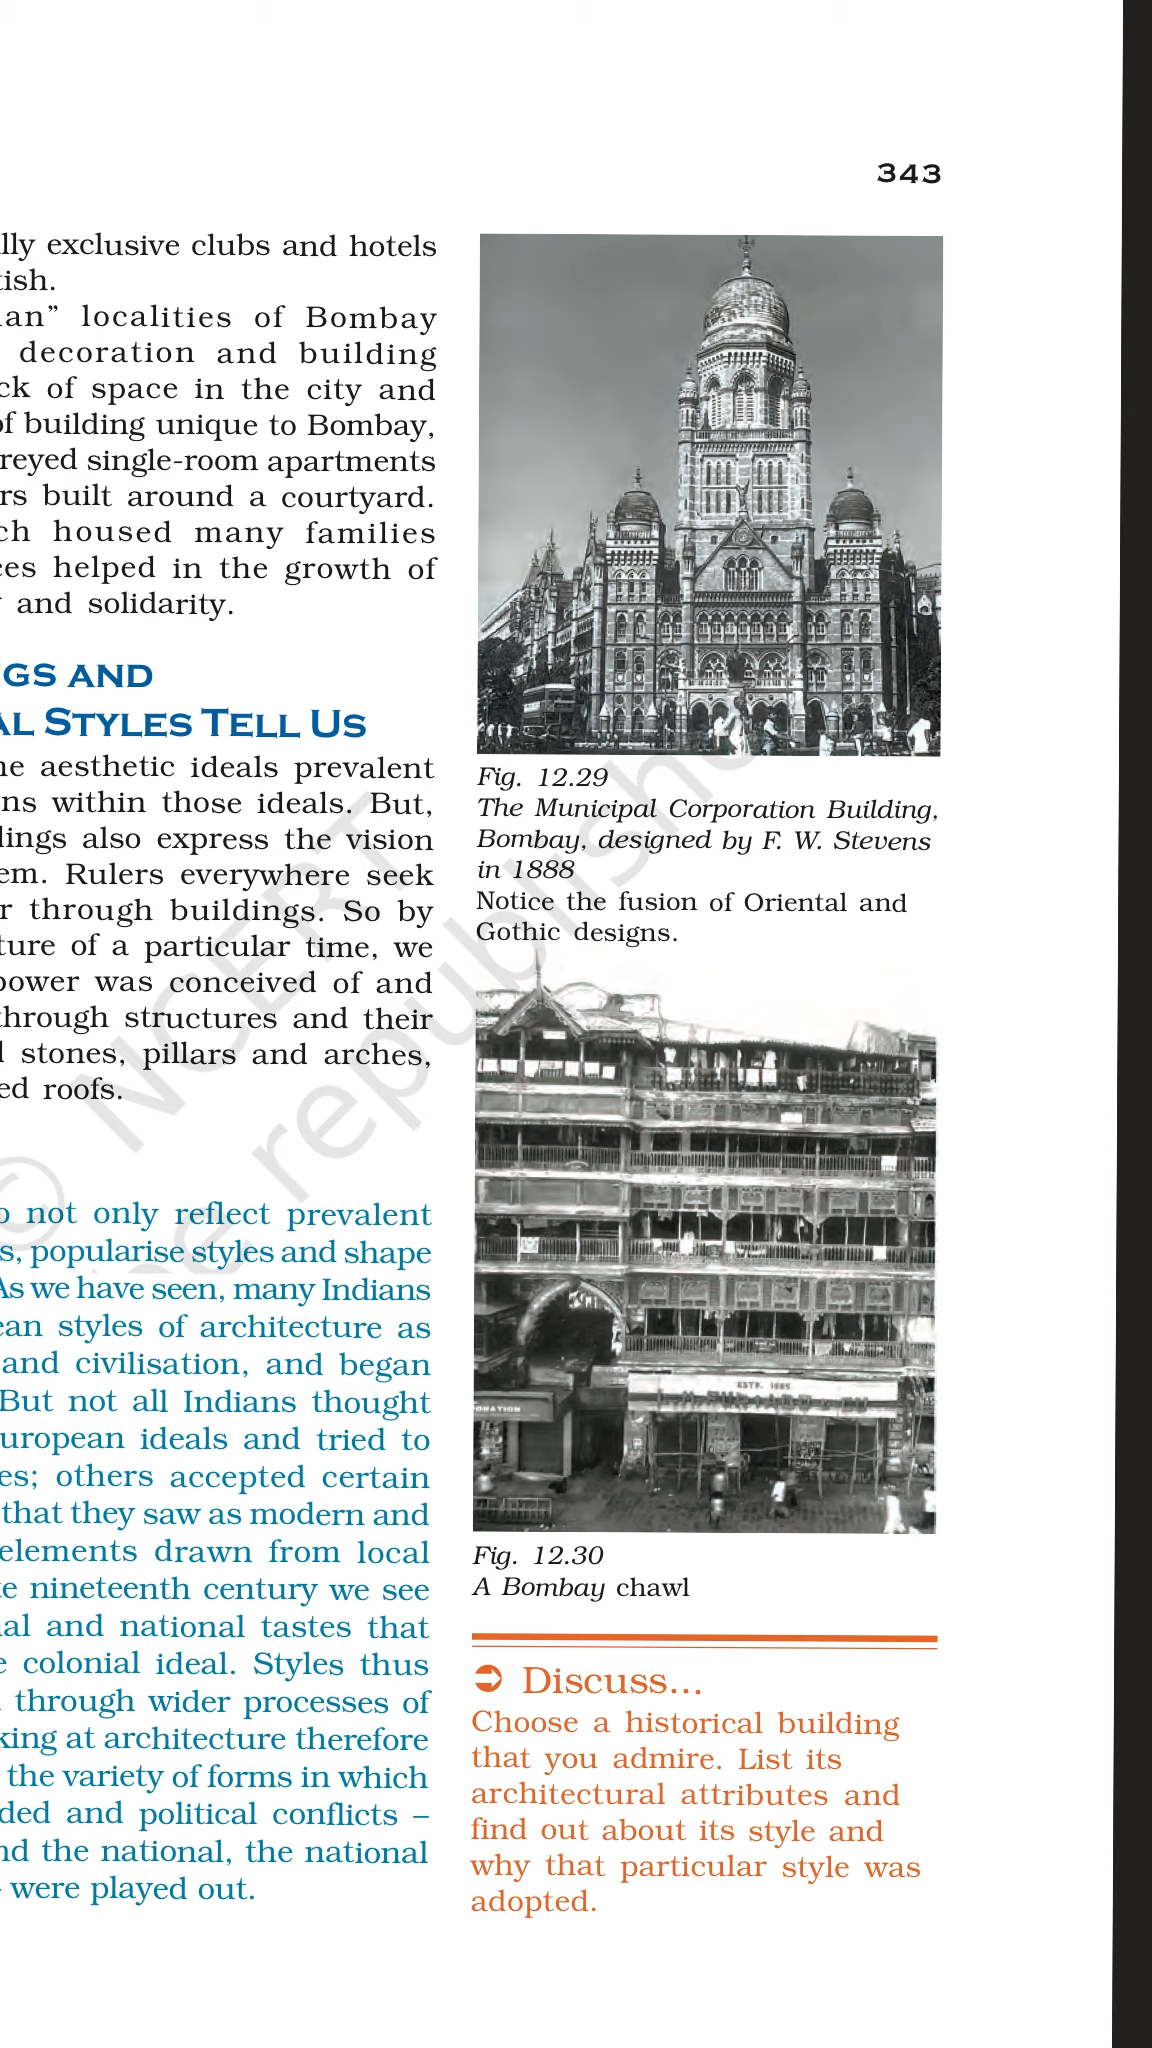 343
lly exclusive clubs and hotels
tish.
ian” localities of Bombay
decoration and building
ck of space in the city and
of building unique to Bombay,
reyed single-room apartments
rs built around a courtyard.
ch housed many families
ces helped in the growth of
y and solidarity.
GS AND
AL STYLES TELL US
he aesthetic ideals prevalent
ns within those ideals. But,
dings also express the vision
em. Rulers everywhere seek
r through buildings. So by
ture of a particular time, we
power was conceived of and
through structures and their
d stones, pillars and arches,
ed roofs.
o not only reflect prevalent
s, popularise styles and shape
As we have seen, many Indians
ean styles of architecture as
and civilisation, and began
But not all Indians thought
uropean ideals and tried to
es; others accepted certain
that they saw as modern and
elements drawn from local
te nineteenth century we see
nal and national tastes that
e colonial ideal. Styles thus
through wider processes of
king at architecture therefore
the variety of forms in which
ded and political conflicts –
nd the national, the national
were played out.
Fig. 12.29
The Municipal Corporation Building,
Bombay, designed by F. W. Stevens
in 1888
Notice the fusion of Oriental and
Gothic designs.
ESTD. 1865
ORATION
Fig. 12.30
A Bombay chawl
Discuss...
Choose a historical building
that you admire. List its
architectural attributes and
find out about its style and
why that particular style was
adopted.
© NCERT
be republished